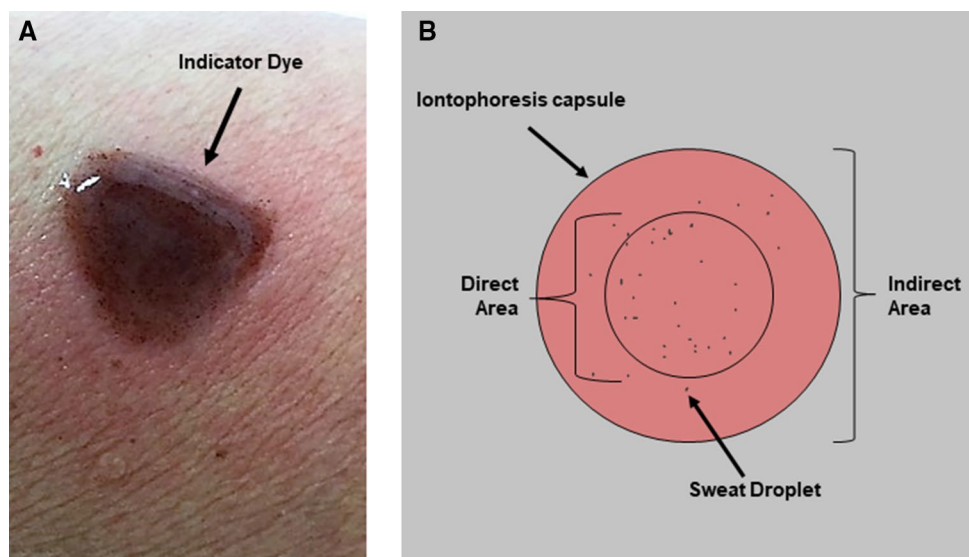 A
Indicator Dye
B
Iontophoresis capsule
Direct
Area
Indirect
Area
Sweat Droplet